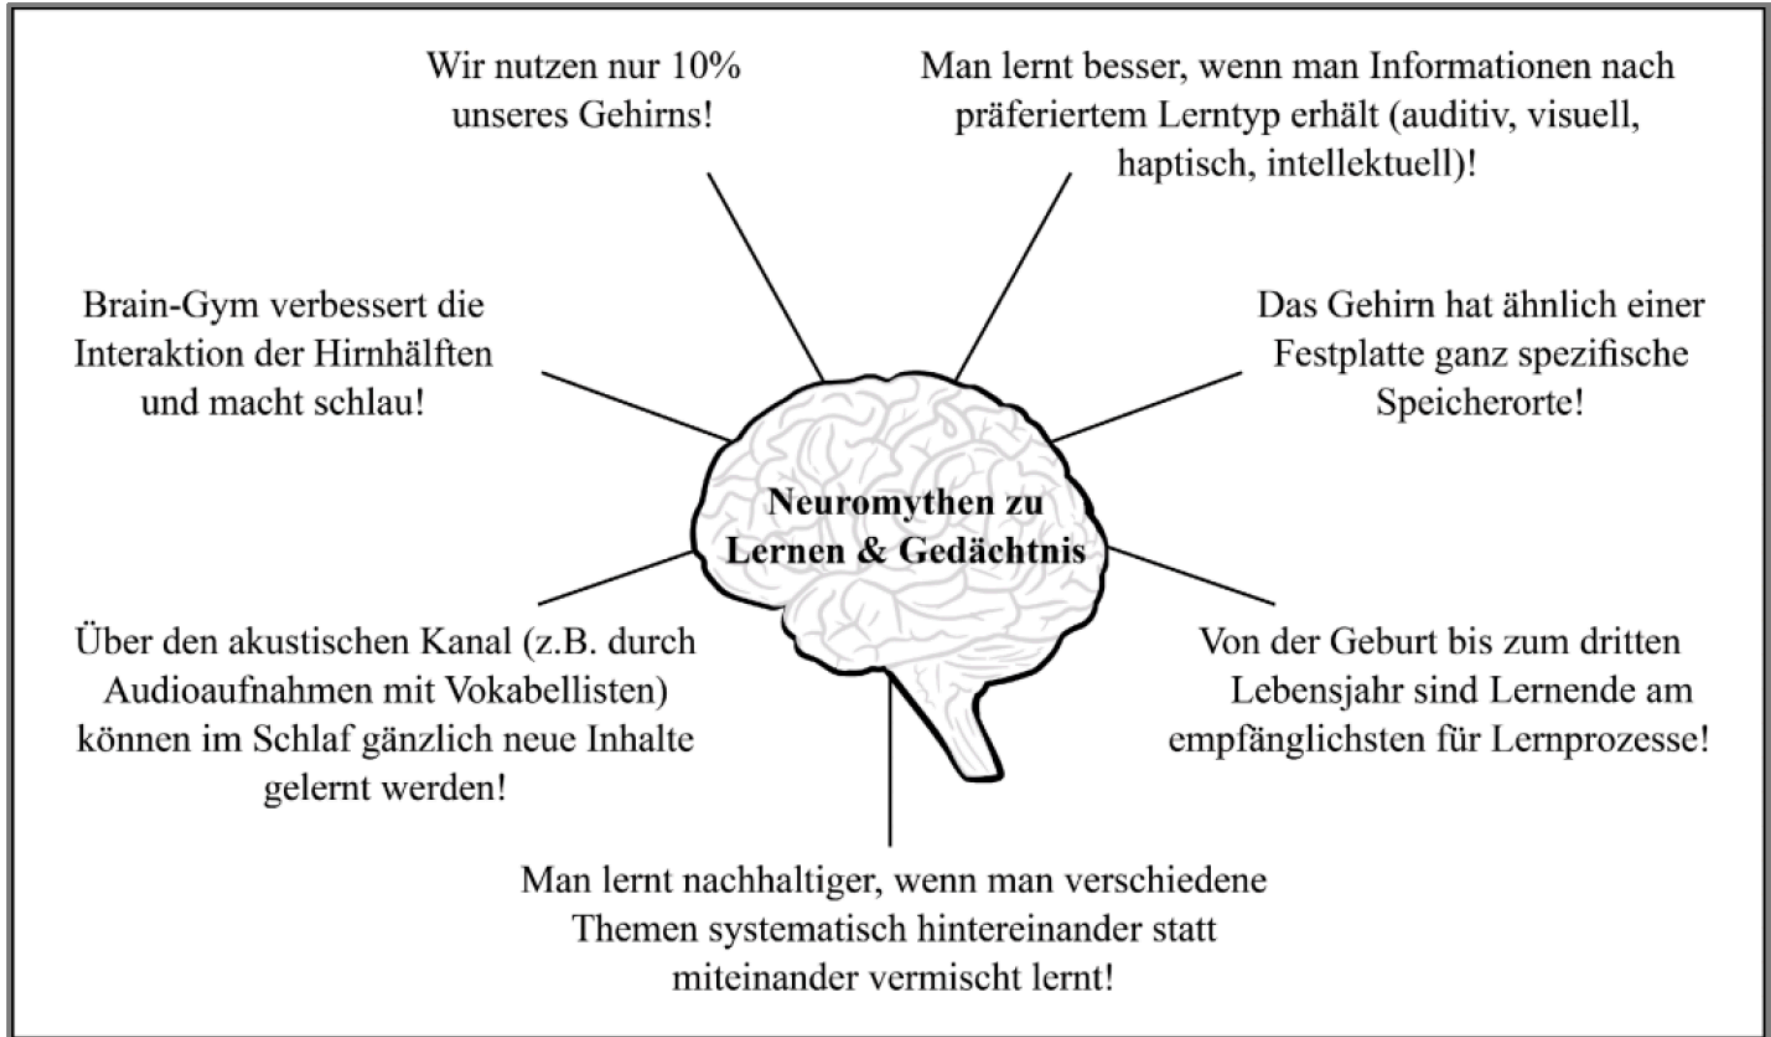 Wir nutzen nur 10%
unseres Gehirns!
Man lernt besser, wenn man Informationen nach
präferiertem Lerntyp erhält (auditiv, visuell,
haptisch, intellektuell)!
Brain-Gym verbessert die
Interaktion der Hirnhälften
und macht schlau!
Das Gehirn hat ähnlich einer
Festplatte ganz spezifische
Speicherorte!
Neuromythen zu
Lernen & Gedächtnis
Über den akustischen Kanal (z.B. durch
Audioaufnahmen mit Vokabellisten)
können im Schlaf gänzlich neue Inhalte
gelernt werden!
Von der Geburt bis zum dritten
Lebensjahr sind Lernende am
empfänglichsten für Lernprozesse!
Man lernt nachhaltiger, wenn man verschiedene
Themen systematisch hintereinander statt
miteinander vermischt lernt!